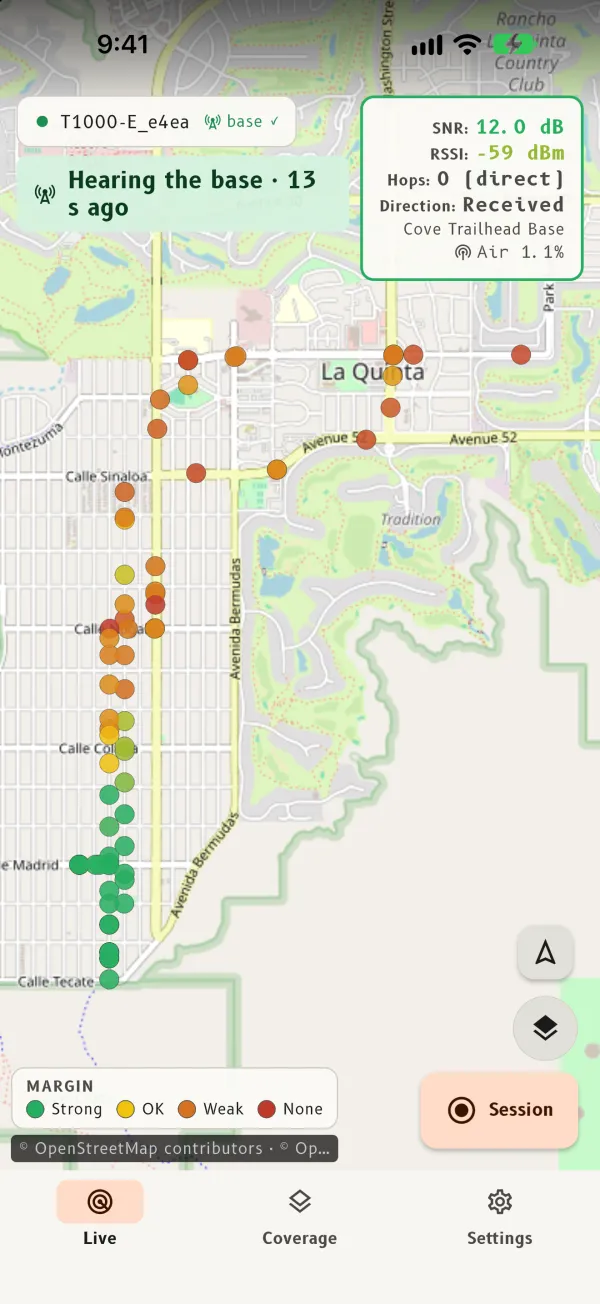 9:41
Rancho
Country
Club
T1000-E_e4ea
base ✓
Hearing the base · 13
s ago
SNR: 12.0 dB
RSSI: -59 dBm
Hops: 0 [direct]
Direction: Received
Cove Trailhead Base
Air 1.1%
Park
La Quinta
Avenue 52
Avenue 52
Calle Sinaloa
Tradition
Avenida Bermudas
Avenida Bermudas
Calle Tecate
MARGIN
Strong
OK
Weak
None
Session
© OpenStreetMap contributors · © Op…
Live
Coverage
Settings